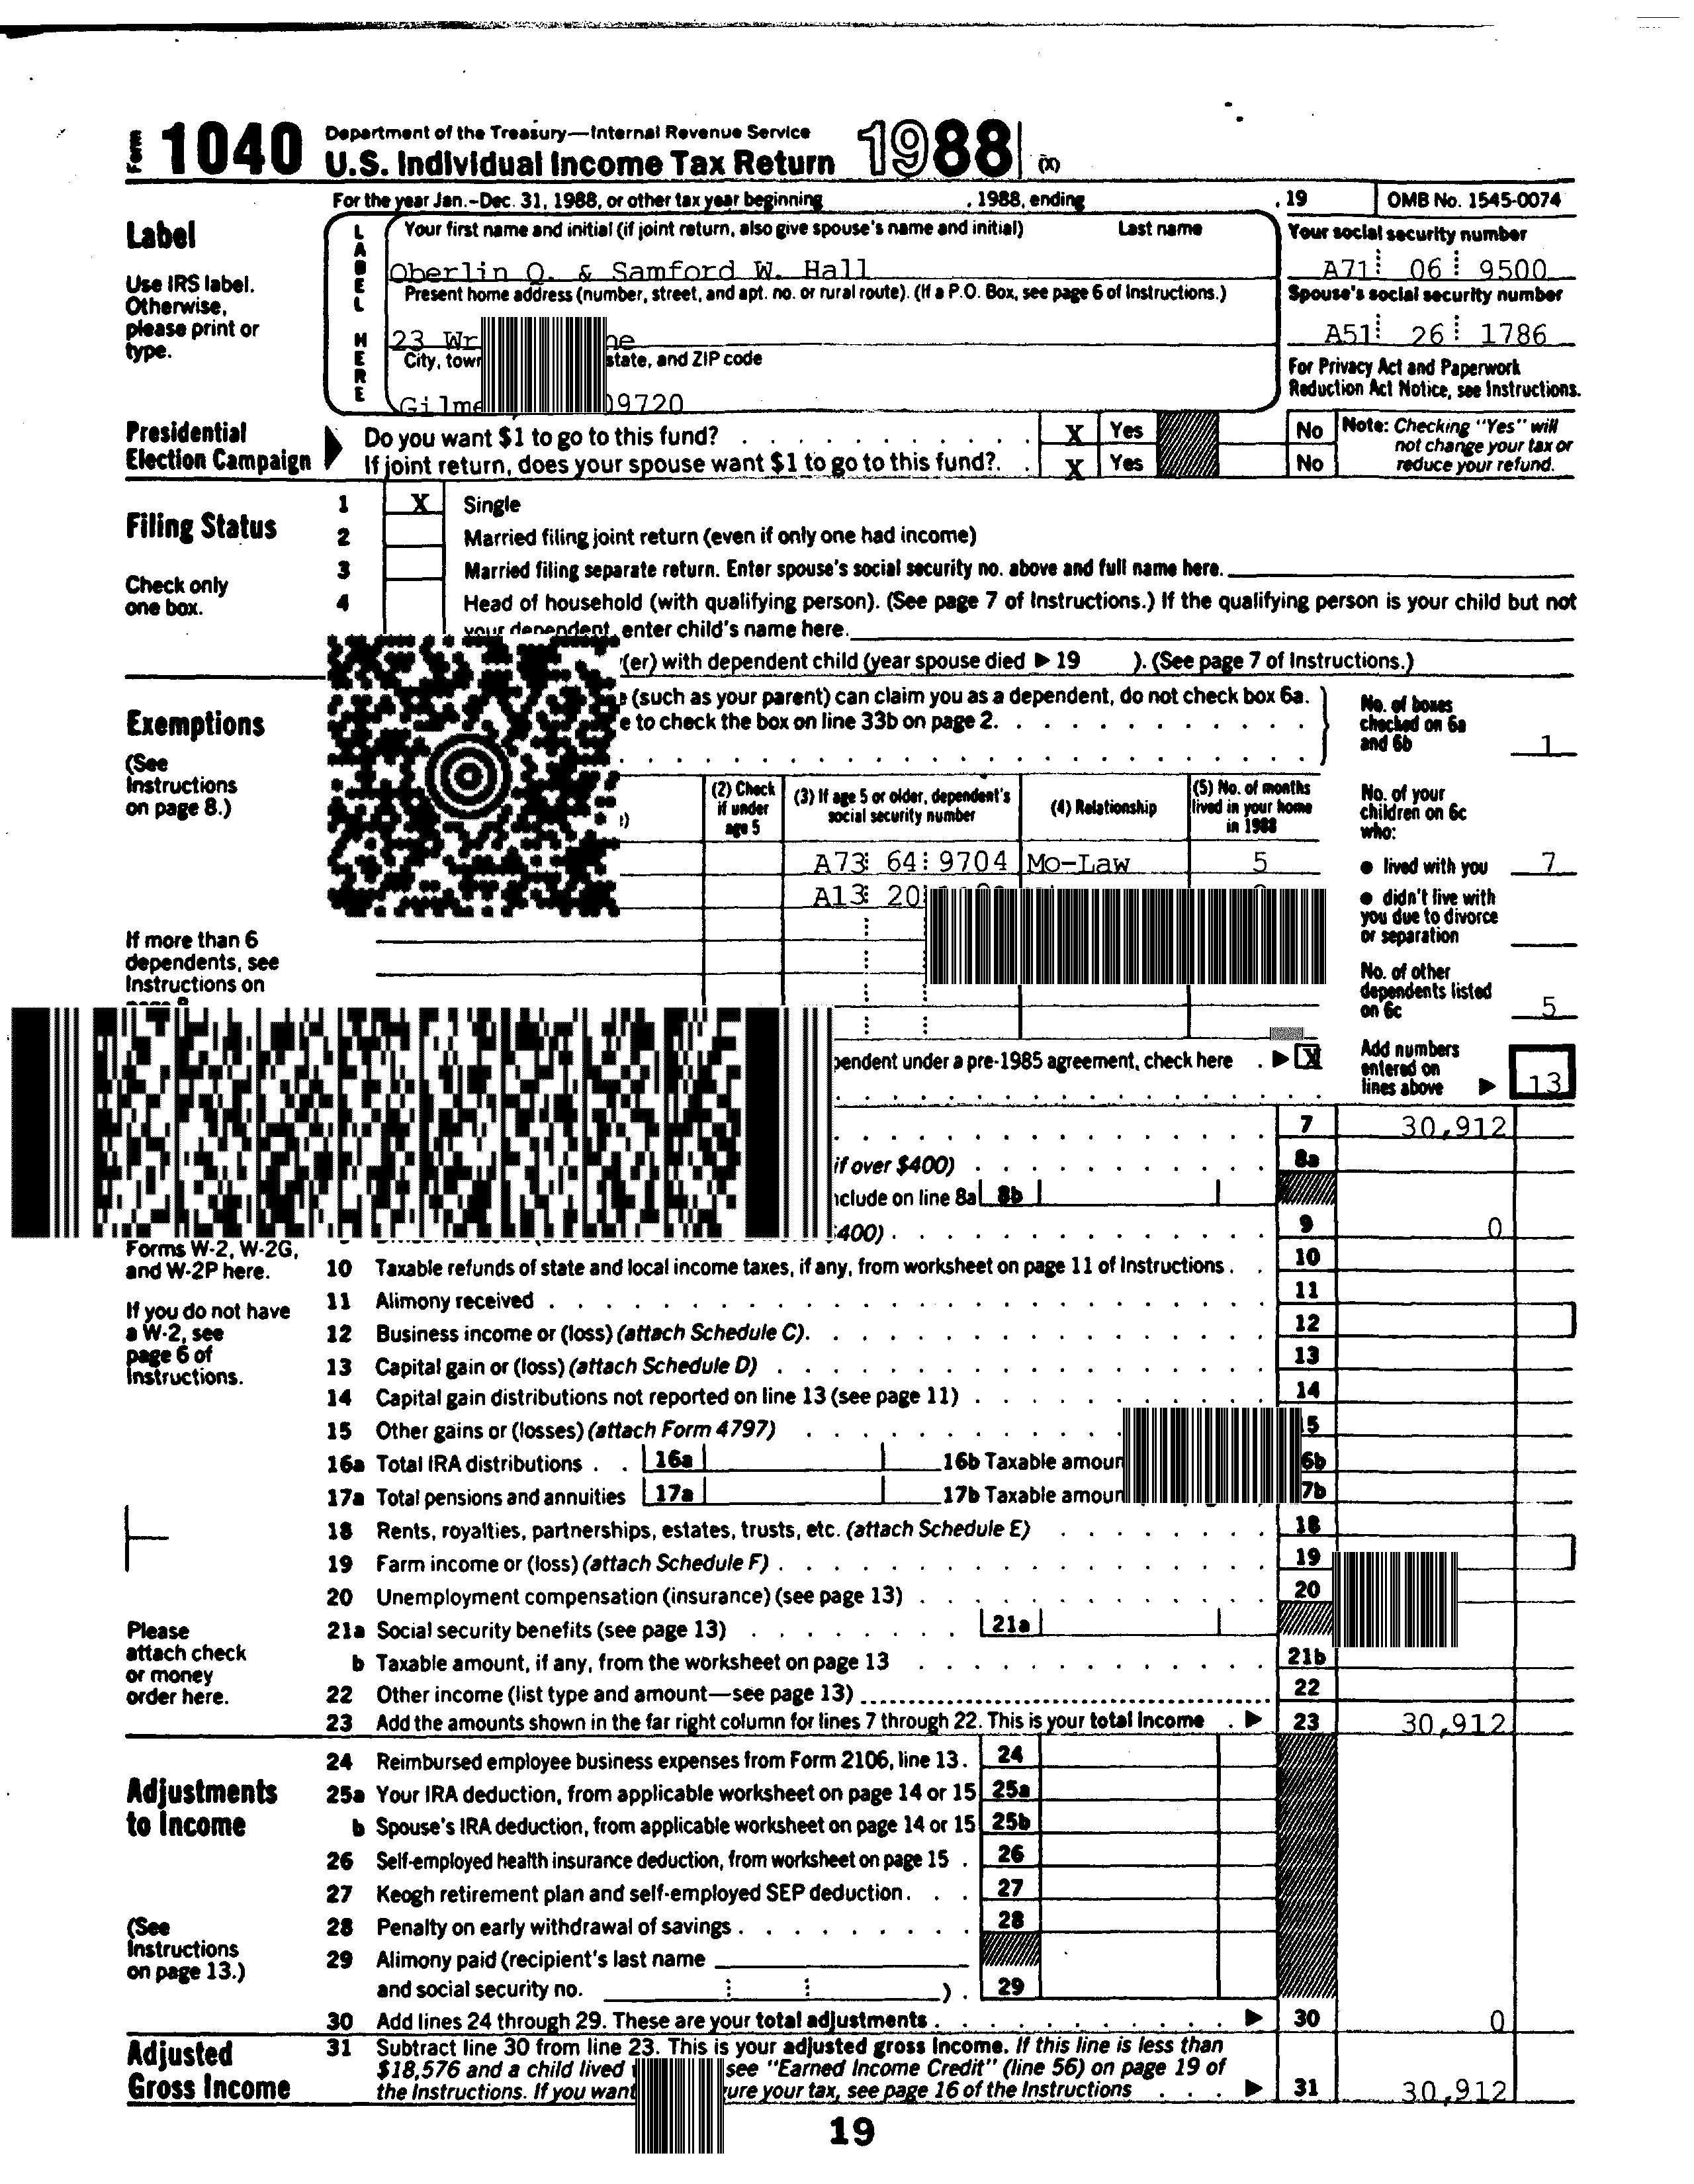 Form 1040 Department of the Treasury—Internal Revenue Service
U.S. Individual Income Tax Return 1988 (X)
For the year Jan.–Dec. 31, 1988, or other tax year beginning , 1988, ending , 19 OMB No. 1545-0074
Label
Use IRS label.
Otherwise,
please print or
type.
LABEL HERE
Your first name and initial (if joint return, also give spouse's name and initial) Last name
Oberlin Q. & Samford W. Hall
Your social security number
A71 06 9500
Present home address (number, street, and apt. no. or rural route). (If a P.O. Box, see page 6 of Instructions.)
23
Spouse's social security number
A51 26 1786
City, state, and ZIP code
09720
For Privacy Act and Paperwork
Reduction Act Notice, see Instructions.
Presidential
Election Campaign
Do you want $1 to go to this fund? X Yes No
If joint return, does your spouse want $1 to go to this fund?. X Yes No
Note: Checking "Yes" will
not change your tax or
reduce your refund.
Filing Status
Check only
one box.
1 X Single
2 Married filing joint return (even if only one had income)
3 Married filing separate return. Enter spouse's social security no. above and full name here.
4 Head of household (with qualifying person). (See page 7 of Instructions.) If the qualifying person is your child but not
your dependent, enter child's name here.
(er) with dependent child (year spouse died ▶ 19 ). (See page 7 of Instructions.)
Exemptions
(See
Instructions
on page 8.)
(such as your parent) can claim you as a dependent, do not check box 6a.
to check the box on line 33b on page 2.
No. of boxes
checked on 6a
and 6b 1
(2) Check
if under
age 5
(3) If age 5 or older, dependent's
social security number
(4) Relationship
(5) No. of months
lived in your home
in 1988
A73 64 9704 Mo-Law 5
A13 20
No. of your
children on 6c
who:
● lived with you 7
● didn't live with
you due to divorce
or separation
No. of other
dependents listed
on 6c 5
If more than 6
dependents, see
Instructions on
pendent under a pre-1985 agreement, check here . ▶ X
Add numbers
entered on
lines above ▶ 13
7 30,912
if over $400) 8a
nclude on line 8a 8b
400) 9 0
Forms W-2, W-2G,
and W-2P here.
If you do not have
a W-2, see
page 6 of
Instructions.
10 Taxable refunds of state and local income taxes, if any, from worksheet on page 11 of Instructions . 10
11 Alimony received 11
12 Business income or (loss) (attach Schedule C). 12
13 Capital gain or (loss) (attach Schedule D) 13
14 Capital gain distributions not reported on line 13 (see page 11) 14
15 Other gains or (losses) (attach Form 4797) 5
16a Total IRA distributions . . 16a 16b Taxable amoun 6b
17a Total pensions and annuities 17a 17b Taxable amoun 7b
18 Rents, royalties, partnerships, estates, trusts, etc. (attach Schedule E) 18
19 Farm income or (loss) (attach Schedule F) 19
20 Unemployment compensation (insurance) (see page 13) 20
Please
attach check
or money
order here.
21a Social security benefits (see page 13) 21a
b Taxable amount, if any, from the worksheet on page 13 21b
22 Other income (list type and amount—see page 13) 22
23 Add the amounts shown in the far right column for lines 7 through 22. This is your total income . ▶ 23 30,912
Adjustments
to Income
(See
Instructions
on page 13.)
24 Reimbursed employee business expenses from Form 2106, line 13 . 24
25a Your IRA deduction, from applicable worksheet on page 14 or 15 25a
b Spouse's IRA deduction, from applicable worksheet on page 14 or 15 25b
26 Self-employed health insurance deduction, from worksheet on page 15 . 26
27 Keogh retirement plan and self-employed SEP deduction . . . 27
28 Penalty on early withdrawal of savings 28
29 Alimony paid (recipient's last name
and social security no. ) . 29
30 Add lines 24 through 29. These are your total adjustments ▶ 30 0
Adjusted
Gross Income
31 Subtract line 30 from line 23. This is your adjusted gross income. If this line is less than
$18,576 and a child lived see "Earned Income Credit" (line 56) on page 19 of
the Instructions. If you want ure your tax, see page 16 of the Instructions . . . ▶ 31 30,912
19